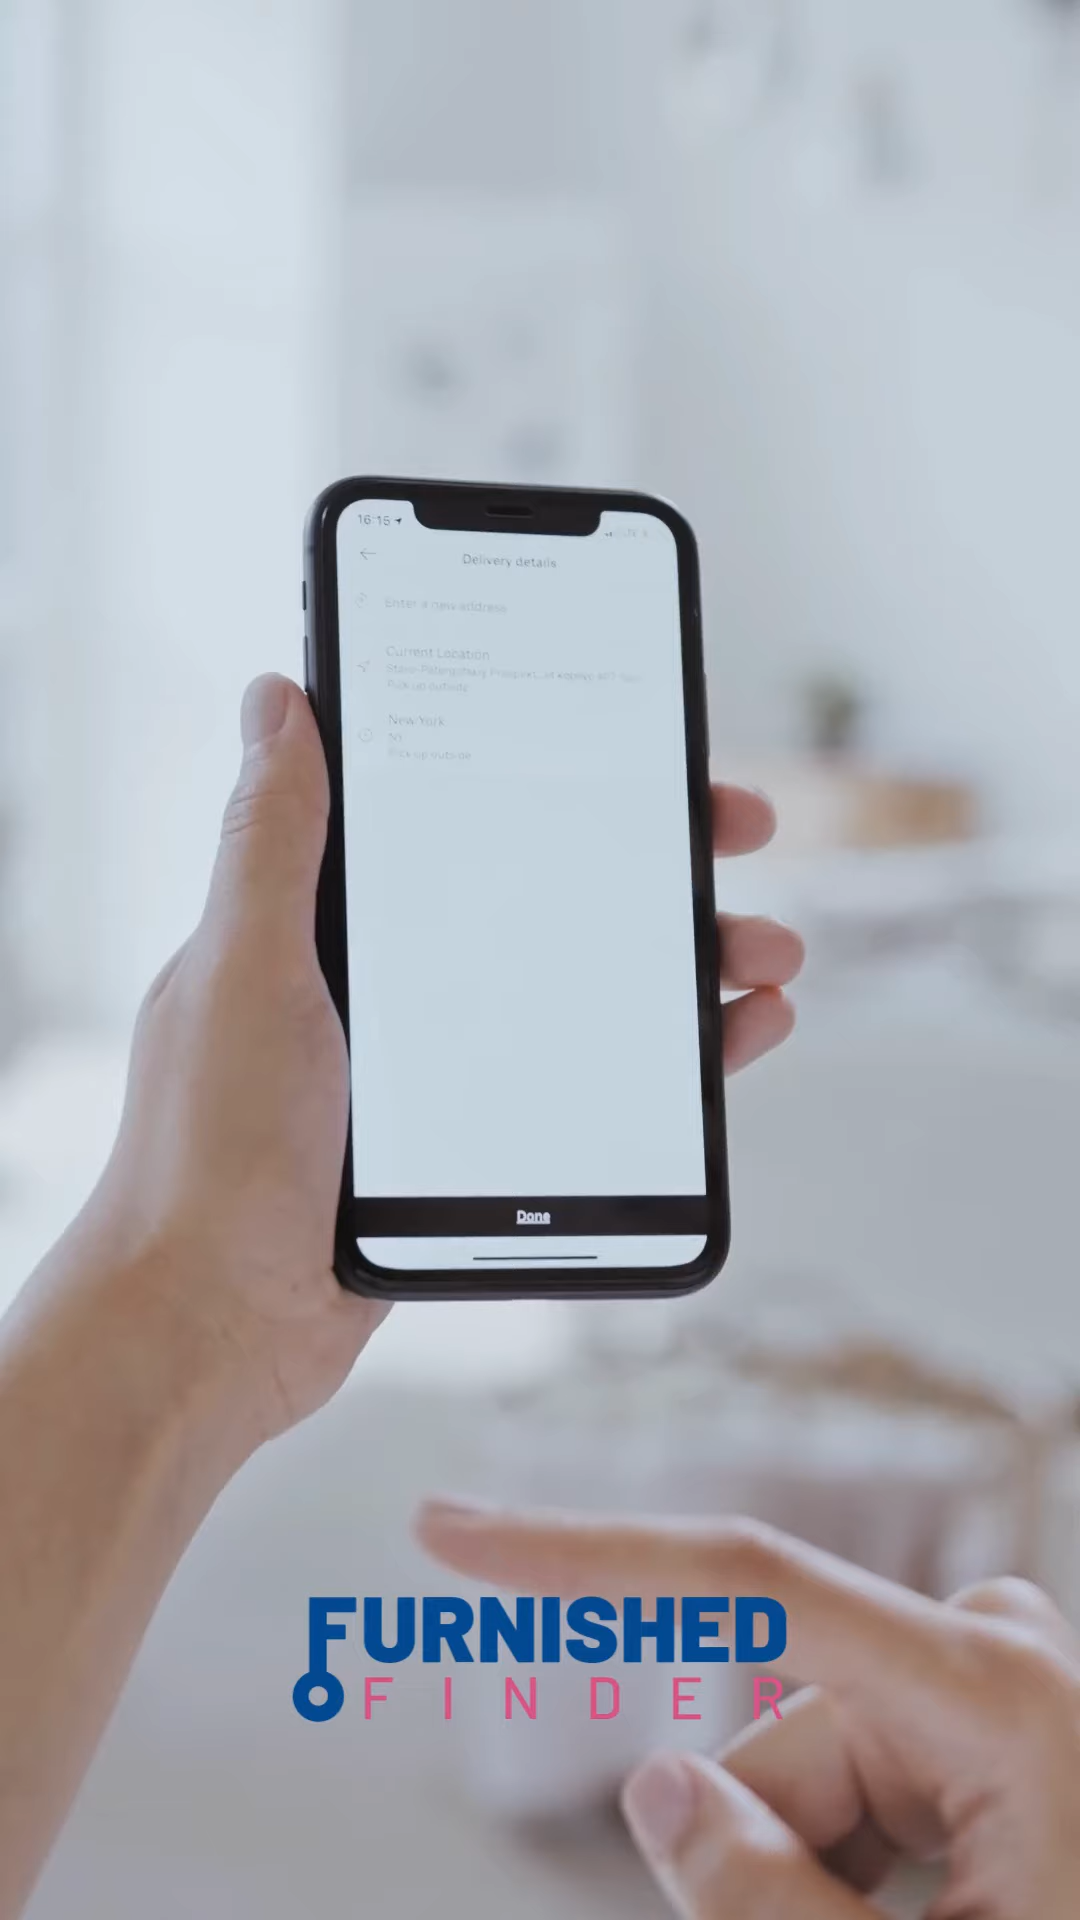 16:15
Delivery details
Enter a new address
Current Location
Pick up outside
New York
Pick up outside
Done
FURNISHED
FINDER